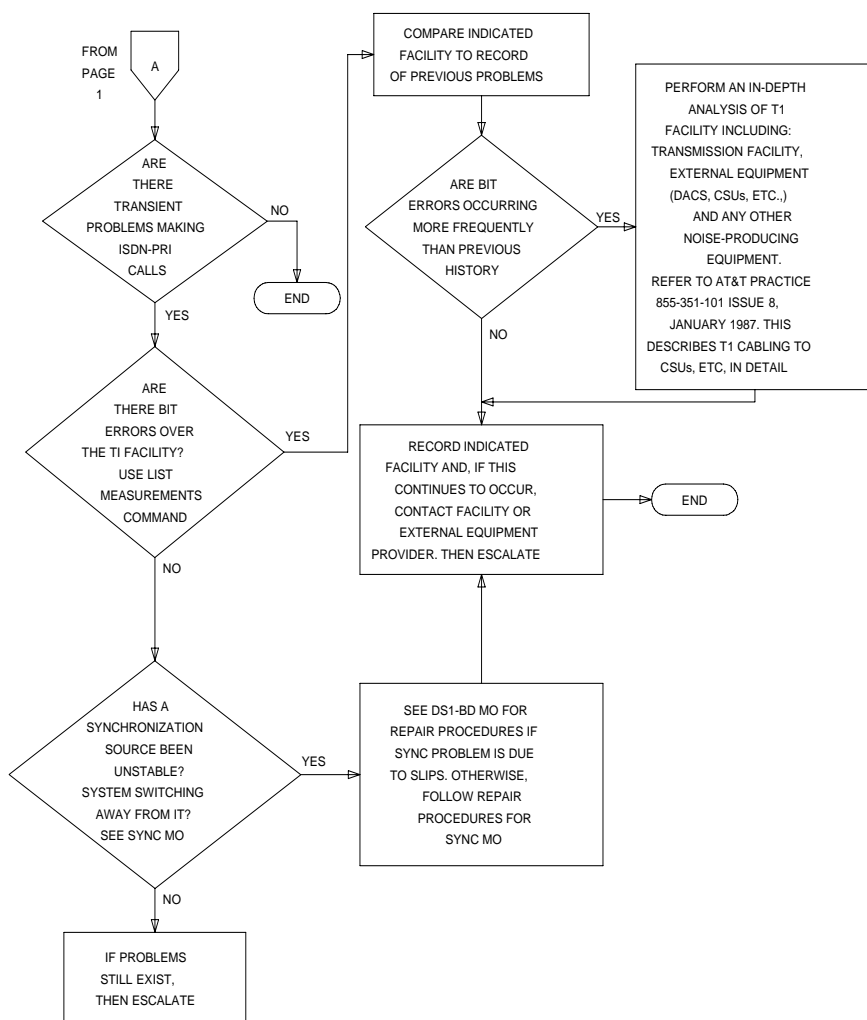 FROM
PAGE
1
A
ARE
THERE
TRANSIENT
PROBLEMS MAKING
ISDN-PRI
CALLS
NO
END
YES
ARE
THERE BIT
ERRORS OVER
THE TI FACILITY?
USE LIST
MEASUREMENTS
COMMAND
YES
NO
HAS A
SYNCHRONIZATION
SOURCE BEEN
UNSTABLE?
SYSTEM SWITCHING
AWAY FROM IT?
SEE SYNC MO
YES
NO
IF PROBLEMS
STILL EXIST,
THEN ESCALATE
COMPARE INDICATED
FACILITY TO RECORD
OF PREVIOUS PROBLEMS
ARE BIT
ERRORS OCCURRING
MORE FREQUENTLY
THAN PREVIOUS
HISTORY
YES
NO
PERFORM AN IN-DEPTH
ANALYSIS OF T1
FACILITY INCLUDING:
TRANSMISSION FACILITY,
EXTERNAL EQUIPMENT
(DACS, CSUs, ETC.,)
AND ANY OTHER
NOISE-PRODUCING
EQUIPMENT.
REFER TO AT&T PRACTICE
855-351-101 ISSUE 8,
JANUARY 1987. THIS
DESCRIBES T1 CABLING TO
CSUs, ETC, IN DETAIL
RECORD INDICATED
FACILITY AND, IF THIS
CONTINUES TO OCCUR,
CONTACT FACILITY OR
EXTERNAL EQUIPMENT
PROVIDER. THEN ESCALATE
END
SEE DS1-BD MO FOR
REPAIR PROCEDURES IF
SYNC PROBLEM IS DUE
TO SLIPS. OTHERWISE,
FOLLOW REPAIR
PROCEDURES FOR
SYNC MO